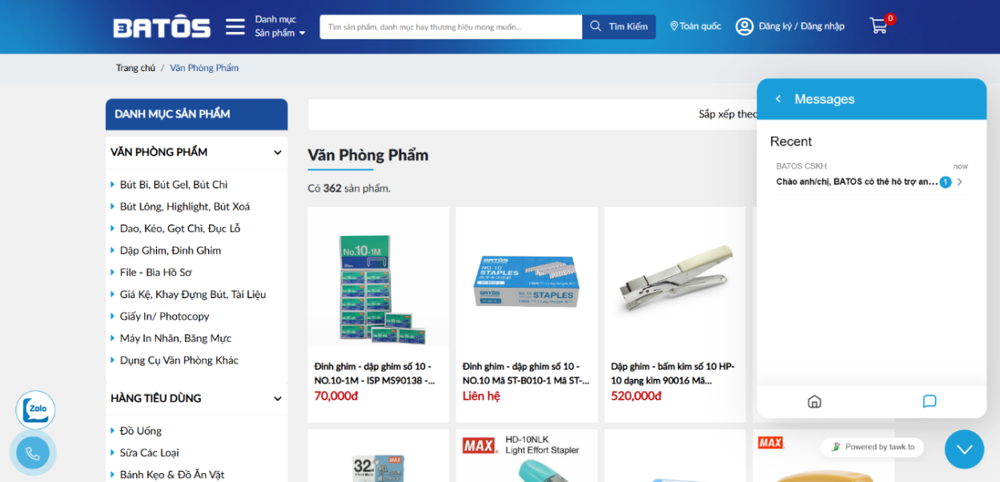 BATOS
Danh mục
Sản phẩm
Tìm sản phẩm, danh mục hay thương hiệu mong muốn...
Tìm Kiếm
Toàn quốc
Đăng ký / Đăng nhập
0
Trang chủ / Văn Phòng Phẩm
DANH MỤC SẢN PHẨM
VĂN PHÒNG PHẨM
Bút Bi, Bút Gel, Bút Chì
Bút Lông, Highlight, Bút Xoá
Dao, Kéo, Gọt Chì, Đục Lỗ
Dập Ghim, Đinh Ghim
File - Bìa Hồ Sơ
Giá Kệ, Khay Đựng Bút, Tài Liệu
Giấy In/ Photocopy
Máy In Nhãn, Băng Mực
Dụng Cụ Văn Phòng Khác
HÀNG TIÊU DÙNG
Đồ Uống
Sữa Các Loại
Bánh Kẹo & Đồ Ăn Vặt
Zalo
Sắp xếp theo
Văn Phòng Phẩm
Có 362 sản phẩm.
No.10-1M
Đinh ghim - dập ghim số 10 -
NO.10-1M - ISP MS90138 -...
70,000đ
BATOS
NO.10
STAPLES
STAPLES
BATOS
Đinh ghim - dập ghim số 10 -
NO.10 Mã ST-B010-1 Mã ST-...
Liên hệ
Dập ghim - bấm kim số 10 HP-
10 dạng kìm 90016 Mã...
520,000đ
32
MAX
MAX
HD-10NLK
Light Effort Stapler
MAX
Messages
Recent
BATOS CSKH
now
Chào anh/chị, BATOS có thể hỗ trợ an...
1
Powered by tawk.to